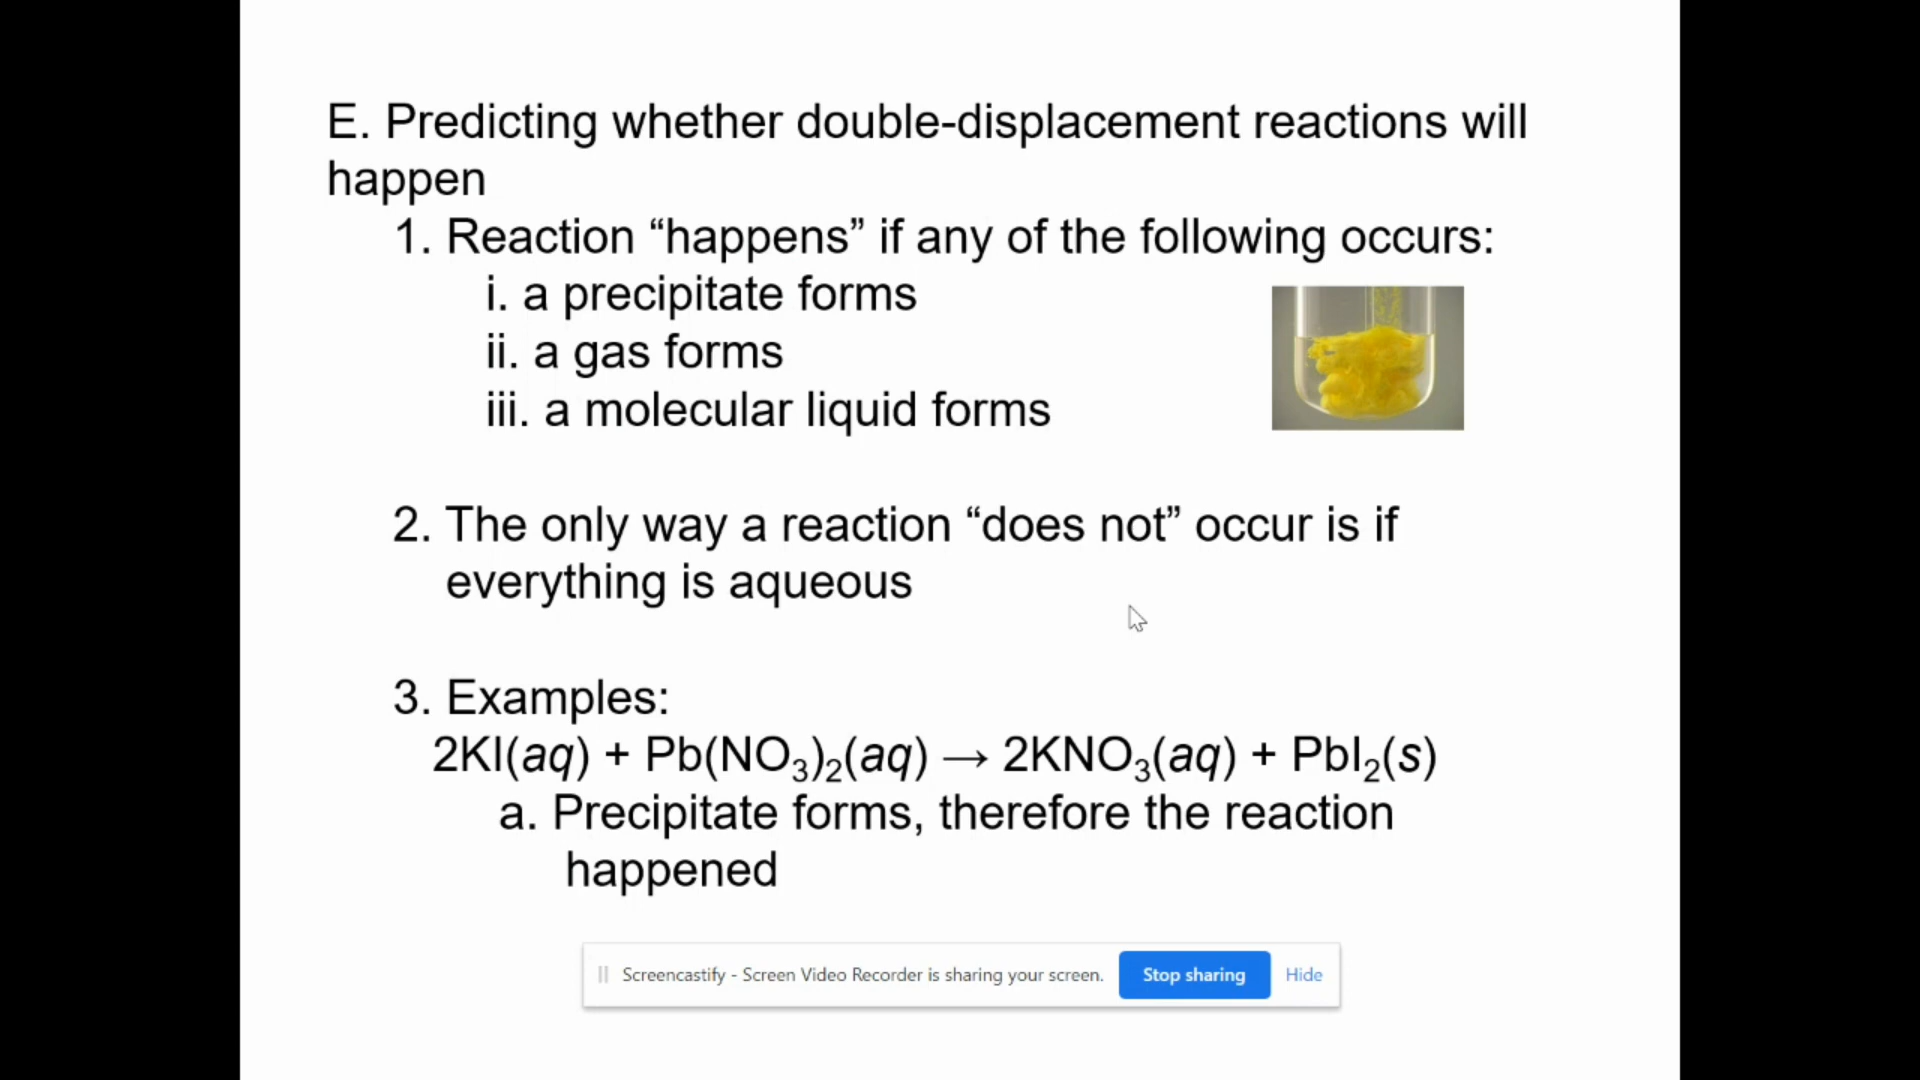 E. Predicting whether double-displacement reactions will
happen
1. Reaction “happens” if any of the following occurs:
i. a precipitate forms
ii. a gas forms
iii. a molecular liquid forms
2. The only way a reaction “does not” occur is if
everything is aqueous
3. Examples:
2KI(aq) + Pb(NO₃)₂(aq) → 2KNO₃(aq) + PbI₂(s)
a. Precipitate forms, therefore the reaction
happened
Screencastify - Screen Video Recorder is sharing your screen. Stop sharing Hide